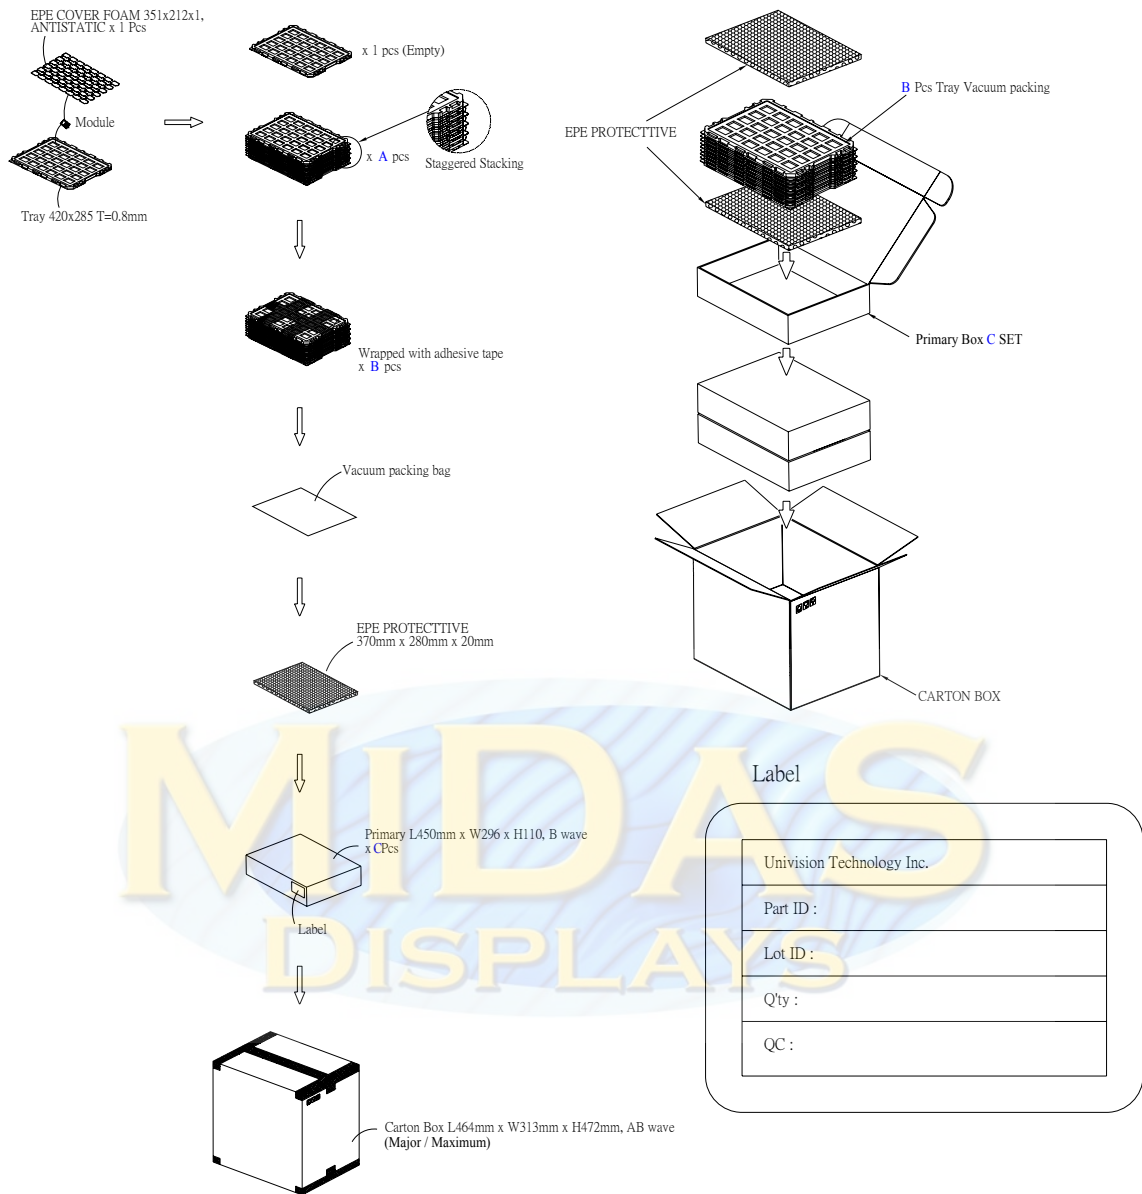 EPE COVER FOAM 351x212x1,
ANTISTATIC x 1 Pcs
Module
Tray 420x285 T=0.8mm
x 1 pcs (Empty)
x A pcs
Staggered Stacking
Wrapped with adhesive tape
x B pcs
Vacuum packing bag
EPE PROTECTTIVE
370mm x 280mm x 20mm
Primary L450mm x W296 x H110, B wave
x CPcs
Label
Carton Box L464mm x W313mm x H472mm, AB wave
(Major / Maximum)
B Pcs Tray Vacuum packing
EPE PROTECTTIVE
Primary Box C SET
CARTON BOX
Label
Univision Technology Inc.
Part ID :
Lot ID :
Q'ty :
QC :
MIDAS
DISPLAYS